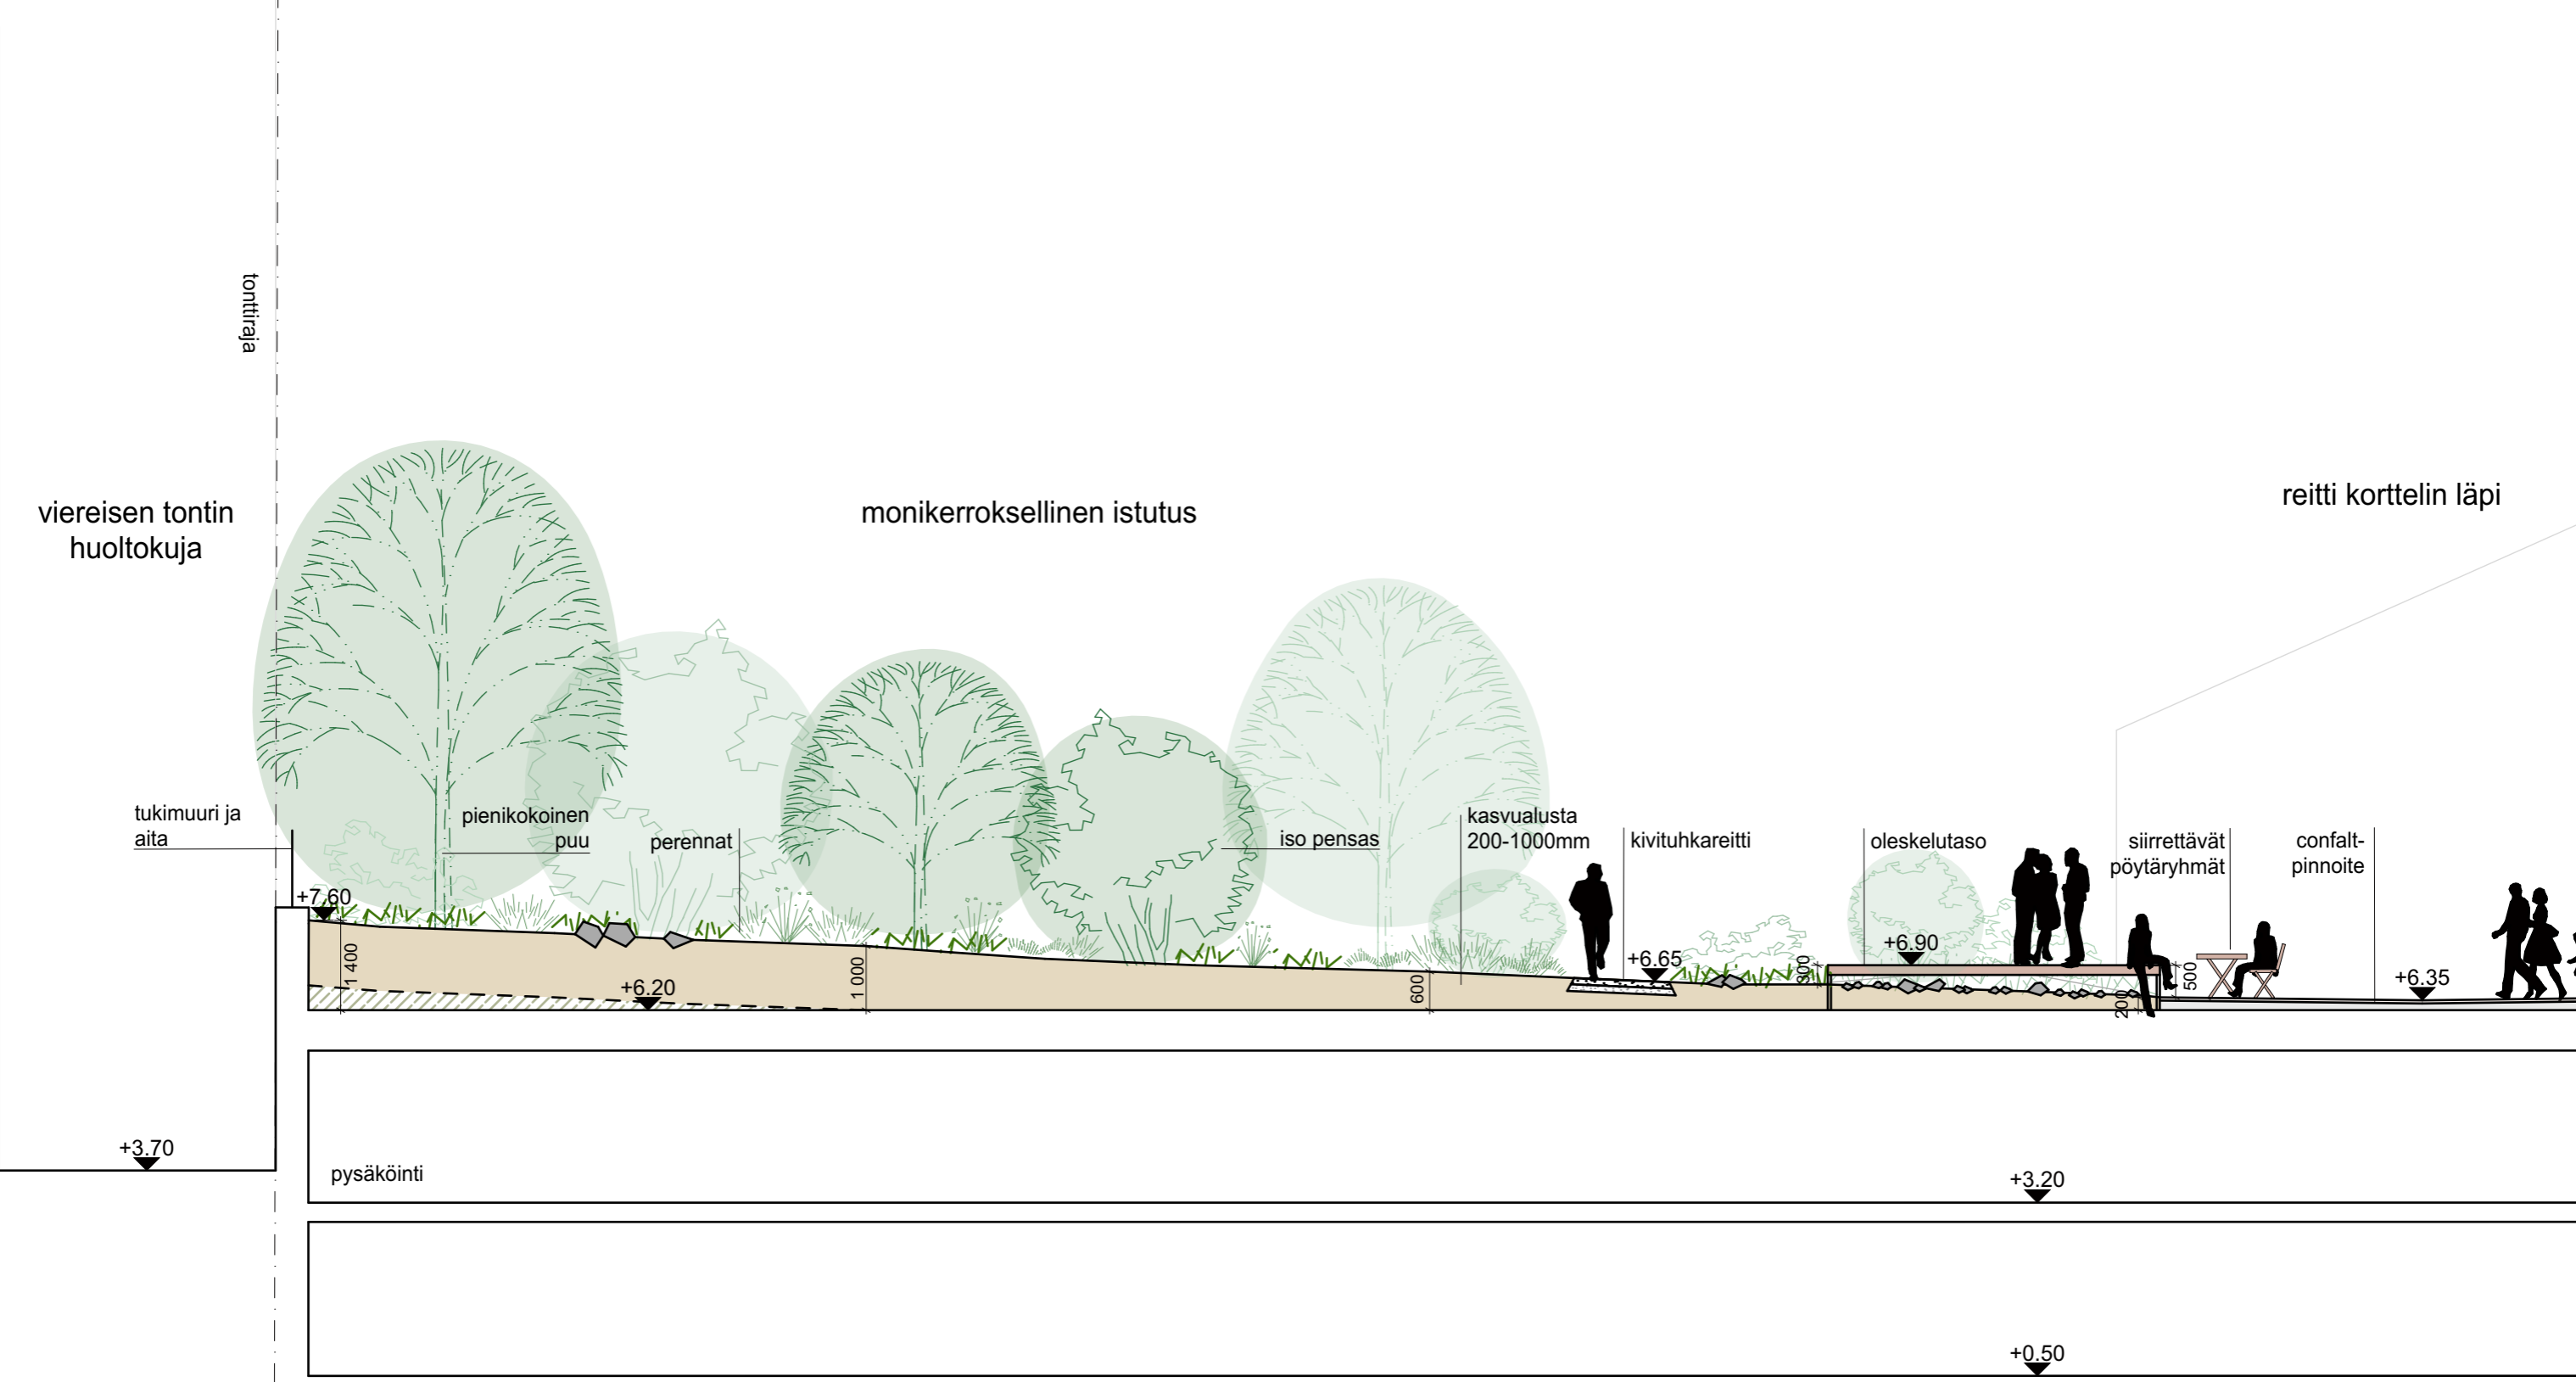 tonttiraja
viereisen tontin
huoltokuja
monikerroksellinen istutus
reitti korttelin läpi
tukimuuri ja
aita
pienikokoinen
puu
perennat
iso pensas
kasvualusta
200-1000mm
kivituhkareitti
oleskelutaso
siirrettävät
pöytäryhmät
confalt-
pinnoite
+7.60
1 400
+6.20
1 000
600
+6.65
300
+6.90
200
500
+6.35
+3.70
pysäköinti
+3.20
+0.50